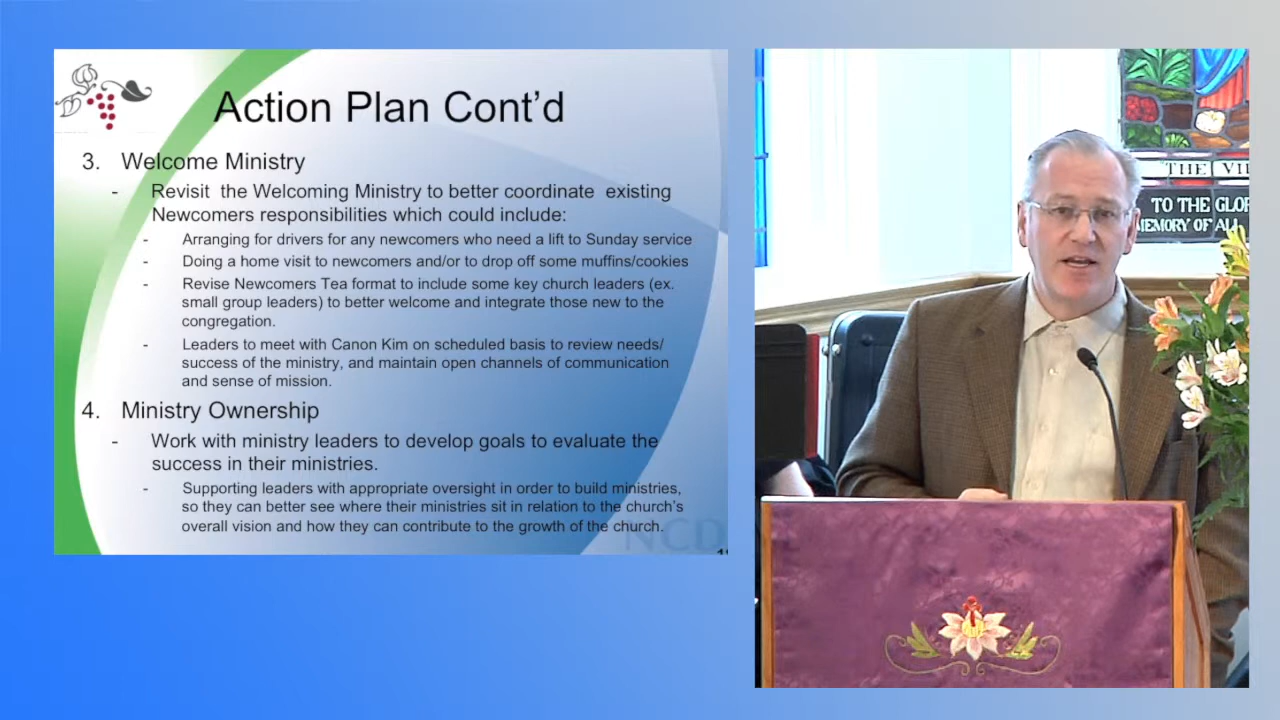 Action Plan Cont'd
3. Welcome Ministry
- Revisit the Welcoming Ministry to better coordinate existing
Newcomers responsibilities which could include:
- Arranging for drivers for any newcomers who need a lift to Sunday service
- Doing a home visit to newcomers and/or to drop off some muffins/cookies
- Revise Newcomers Tea format to include some key church leaders (ex.
small group leaders) to better welcome and integrate those new to the
congregation.
- Leaders to meet with Canon Kim on scheduled basis to review needs/
success of the ministry, and maintain open channels of communication
and sense of mission.
4. Ministry Ownership
- Work with ministry leaders to develop goals to evaluate the
success in their ministries.
- Supporting leaders with appropriate oversight in order to build ministries,
so they can better see where their ministries sit in relation to the church's
overall vision and how they can contribute to the growth of the church.
NCD
THE VI
TO THE GLOR
MEMORY OF AL